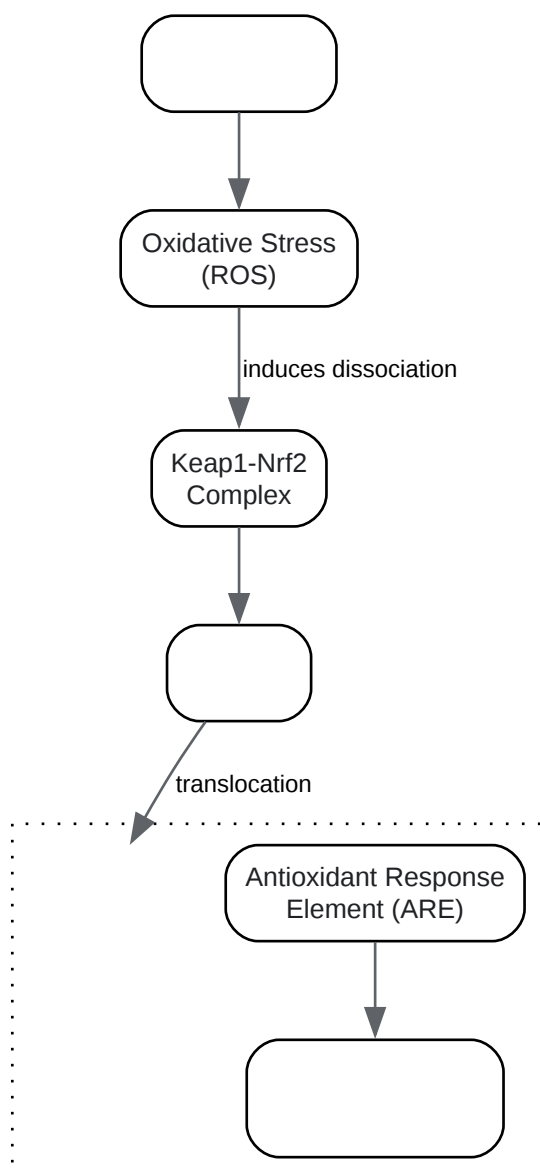 Oxidative Stress
(ROS)
induces dissociation
Keap1-Nrf2
Complex
translocation
Antioxidant Response
Element (ARE)